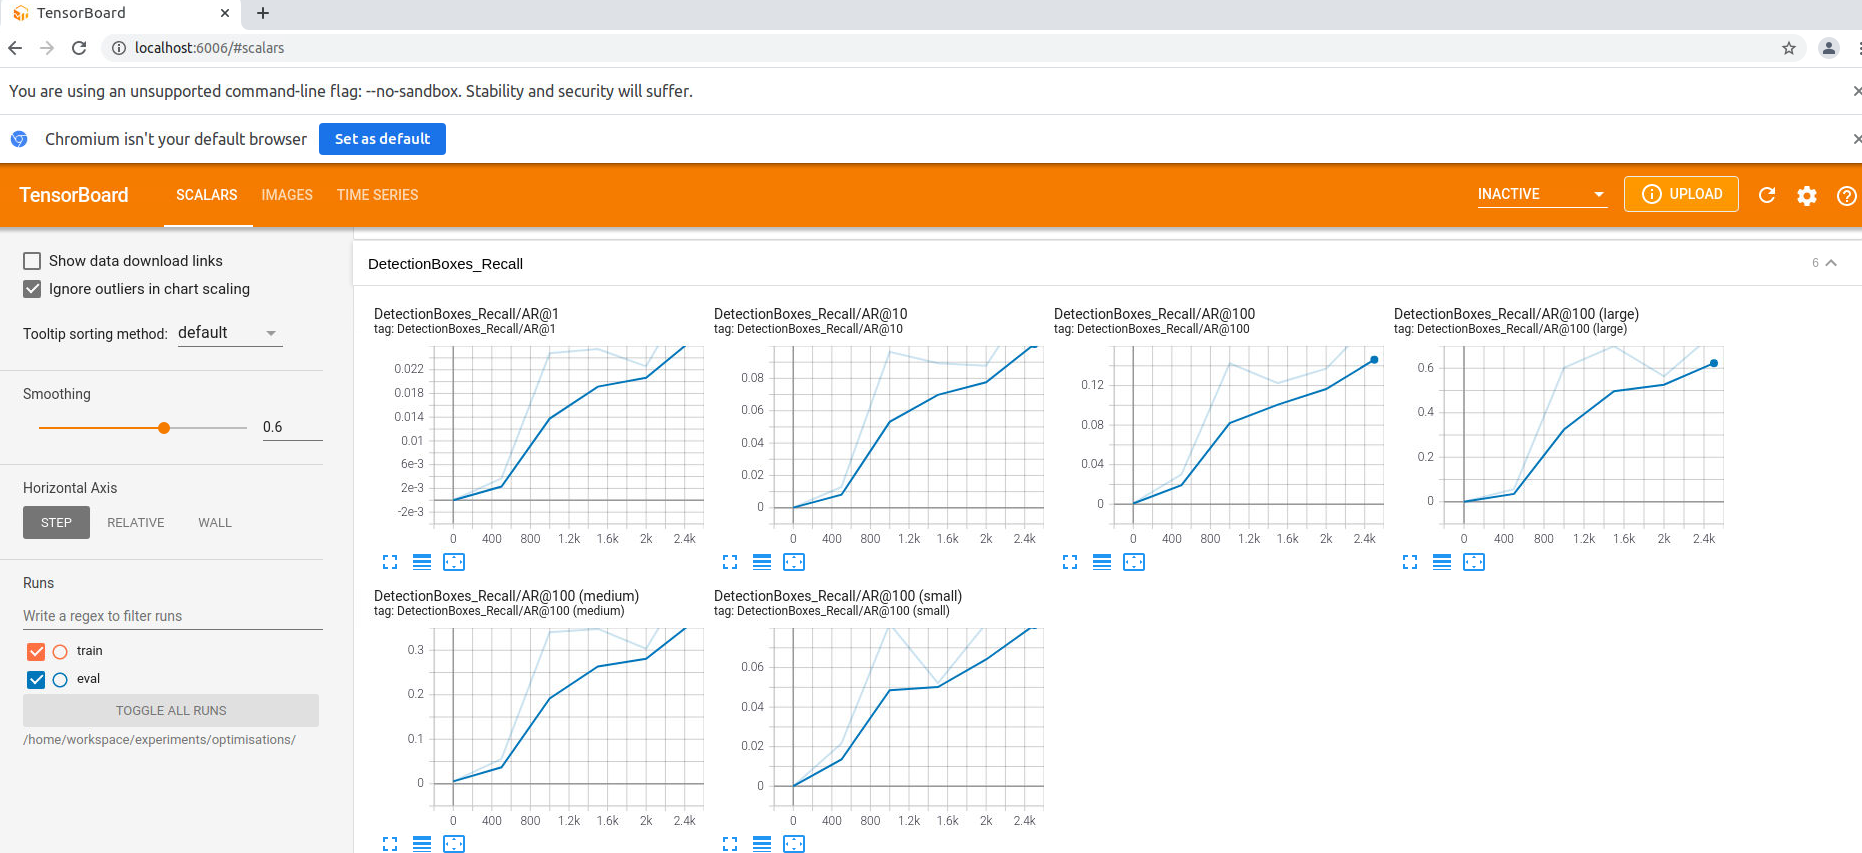 TensorBoard
localhost:6006/#scalars
You are using an unsupported command-line flag: --no-sandbox. Stability and security will suffer.
Chromium isn't your default browser Set as default
TensorBoard SCALARS IMAGES TIME SERIES INACTIVE UPLOAD
Show data download links
Ignore outliers in chart scaling
Tooltip sorting method: default
Smoothing
0.6
Horizontal Axis
STEP RELATIVE WALL
Runs
Write a regex to filter runs
train
eval
TOGGLE ALL RUNS
/home/workspace/experiments/optimisations/
DetectionBoxes_Recall 6
DetectionBoxes_Recall/AR@1
tag: DetectionBoxes_Recall/AR@1
0.022
0.018
0.014
0.01
6e-3
2e-3
-2e-3
0 400 800 1.2k 1.6k 2k 2.4k
DetectionBoxes_Recall/AR@10
tag: DetectionBoxes_Recall/AR@10
0.08
0.06
0.04
0.02
0
0 400 800 1.2k 1.6k 2k 2.4k
DetectionBoxes_Recall/AR@100
tag: DetectionBoxes_Recall/AR@100
0.12
0.08
0.04
0
0 400 800 1.2k 1.6k 2k 2.4k
DetectionBoxes_Recall/AR@100 (large)
tag: DetectionBoxes_Recall/AR@100 (large)
0.6
0.4
0.2
0
0 400 800 1.2k 1.6k 2k 2.4k
DetectionBoxes_Recall/AR@100 (medium)
tag: DetectionBoxes_Recall/AR@100 (medium)
0.3
0.2
0.1
0
0 400 800 1.2k 1.6k 2k 2.4k
DetectionBoxes_Recall/AR@100 (small)
tag: DetectionBoxes_Recall/AR@100 (small)
0.06
0.04
0.02
0
0 400 800 1.2k 1.6k 2k 2.4k